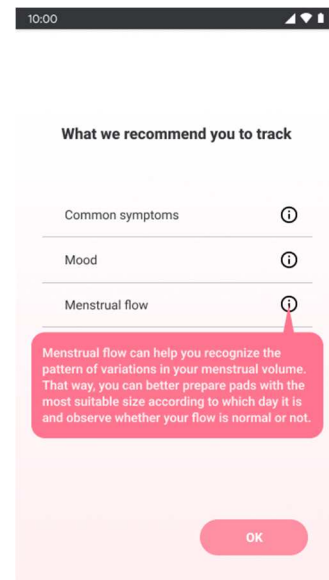 10:00
What we recommend you to track
Common symptoms
Mood
Menstrual flow
Menstrual flow can help you recognize the
pattern of variations in your menstrual volume.
That way, you can better prepare pads with the
most suitable size according to which day it is
and observe whether your flow is normal or not.
OK